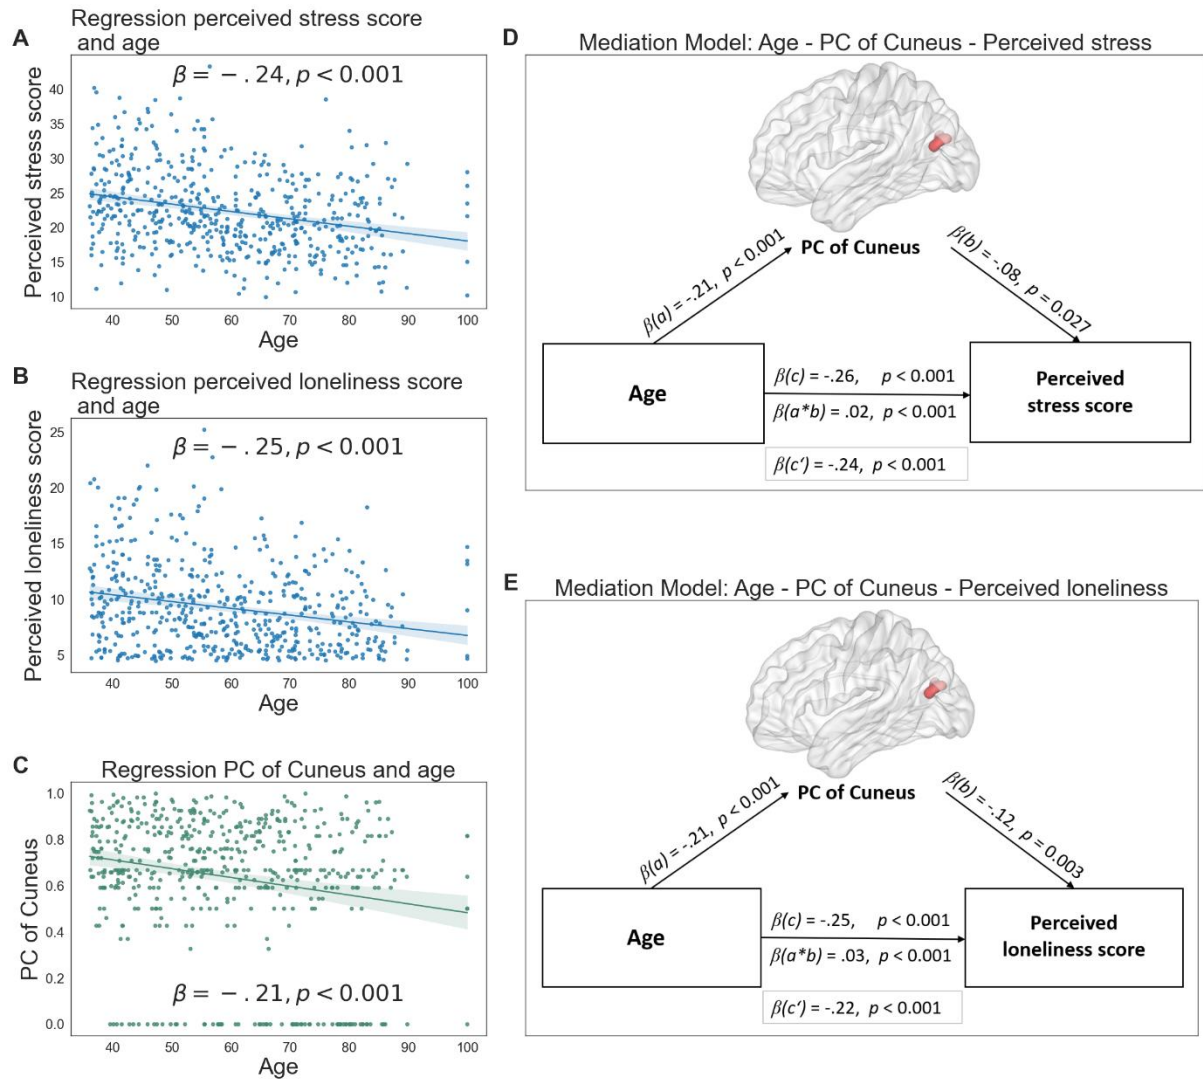 A
Regression perceived stress score
and age
β = − . 24, p < 0.001
Perceived stress score
40
35
30
25
20
15
10
40 50 60 70 80 90 100
Age
B
Regression perceived loneliness score
and age
β = − . 25, p < 0.001
Perceived loneliness score
25
20
15
10
5
40 50 60 70 80 90 100
Age
C
Regression PC of Cuneus and age
PC of Cuneus
1.0
0.8
0.6
0.4
0.2
0.0
β = − . 21, p < 0.001
40 50 60 70 80 90 100
Age
D
Mediation Model: Age - PC of Cuneus - Perceived stress
PC of Cuneus
β(a) = -.21, p < 0.001
β(b) = -.08, p = 0.027
Age
β(c) = -.26, p < 0.001
β(a*b) = .02, p < 0.001
β(c‘) = -.24, p < 0.001
Perceived
stress score
E
Mediation Model: Age - PC of Cuneus - Perceived loneliness
PC of Cuneus
β(a) = -.21, p < 0.001
β(b) = -.12, p = 0.003
Age
β(c) = -.25, p < 0.001
β(a*b) = .03, p < 0.001
β(c‘) = -.22, p < 0.001
Perceived
loneliness score